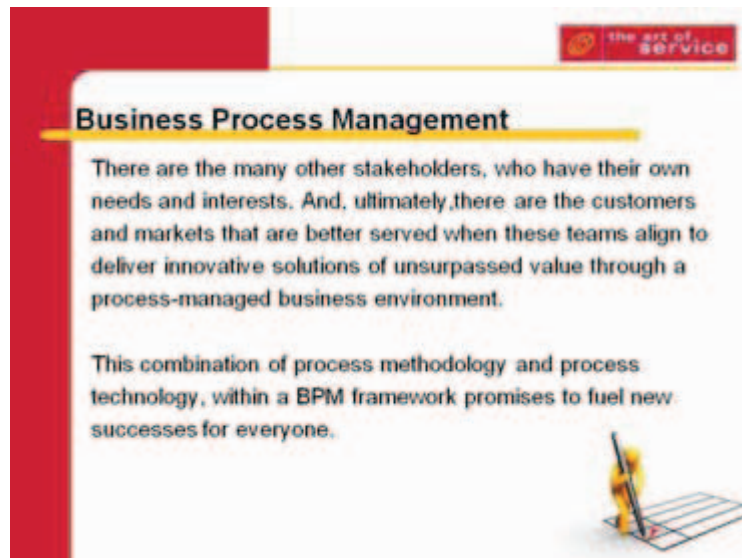 the art of
service
Business Process Management
There are the many other stakeholders, who have their own
needs and interests. And, ultimately,there are the customers
and markets that are better served when these teams align to
deliver innovative solutions of unsurpassed value through a
process-managed business environment.
This combination of process methodology and process
technology, within a BPM framework promises to fuel new
successes for everyone.